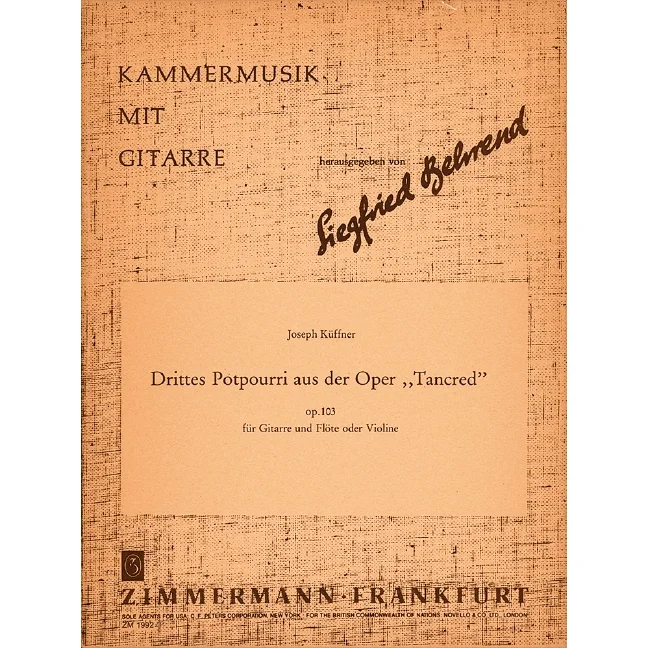 KAMMERMUSIK
MIT
GITARRE
herausgegeben von
Siegfried Behrend
Joseph Küffner
Drittes Potpourri aus der Oper „Tancred”
op.103
für Gitarre und Flöte oder Violine
ZIMMERMANN · FRANKFURT
SOLE AGENTS FOR USA: C. F. PETERS CORPORATION, NEW YORK · FOR THE BRITISH COMMONWEALTH OF NATIONS: NOVELLO & CO. LTD., LONDON
ZM 1992